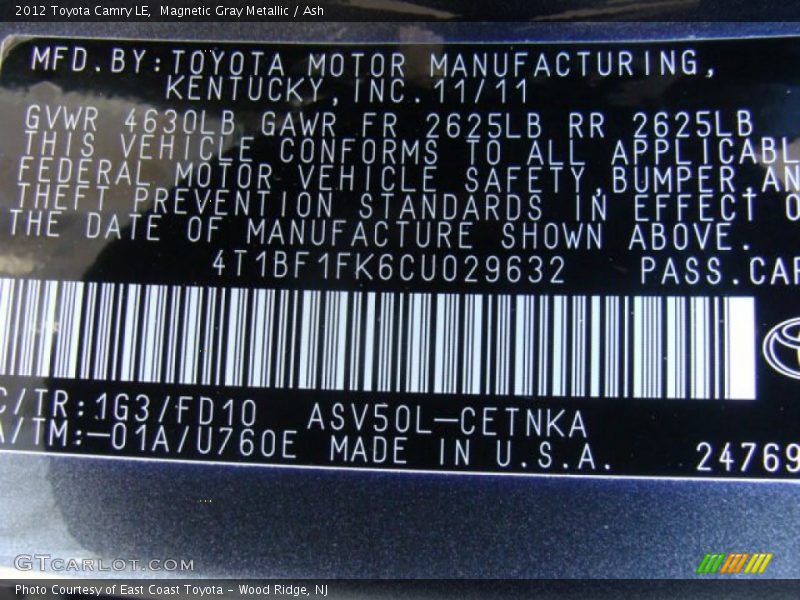 2012 Toyota Camry LE, Magnetic Gray Metallic / Ash
MFD.BY:TOYOTA MOTOR MANUFACTURING,
KENTUCKY,INC.11/11
GVWR 4630LB GAWR FR 2625LB RR 2625LB
THIS VEHICLE CONFORMS TO ALL APPLICABL
FEDERAL MOTOR VEHICLE SAFETY,BUMPER,AN
THEFT PREVENTION STANDARDS IN EFFECT O
THE DATE OF MANUFACTURE SHOWN ABOVE.
4T1BF1FK6CU029632 PASS.CAR
C/TR:1G3/FD10 ASV50L-CETNKA
A/TM:-01A/U760E MADE IN U.S.A.
24769
GTCARLOT.COM
Photo Courtesy of East Coast Toyota - Wood Ridge, NJ